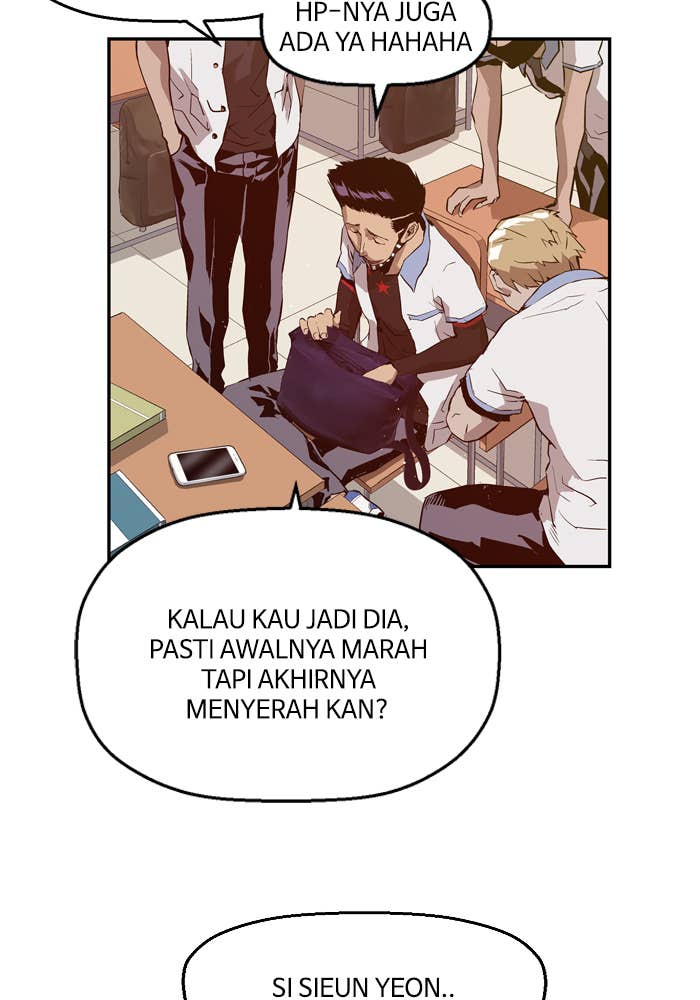 HP-NYA JUGA
ADA YA HAHAHA
KALAU KAU JADI DIA,
PASTI AWALNYA MARAH
TAPI AKHIRNYA
MENYERAH KAN?
SI SIEUN YEON..